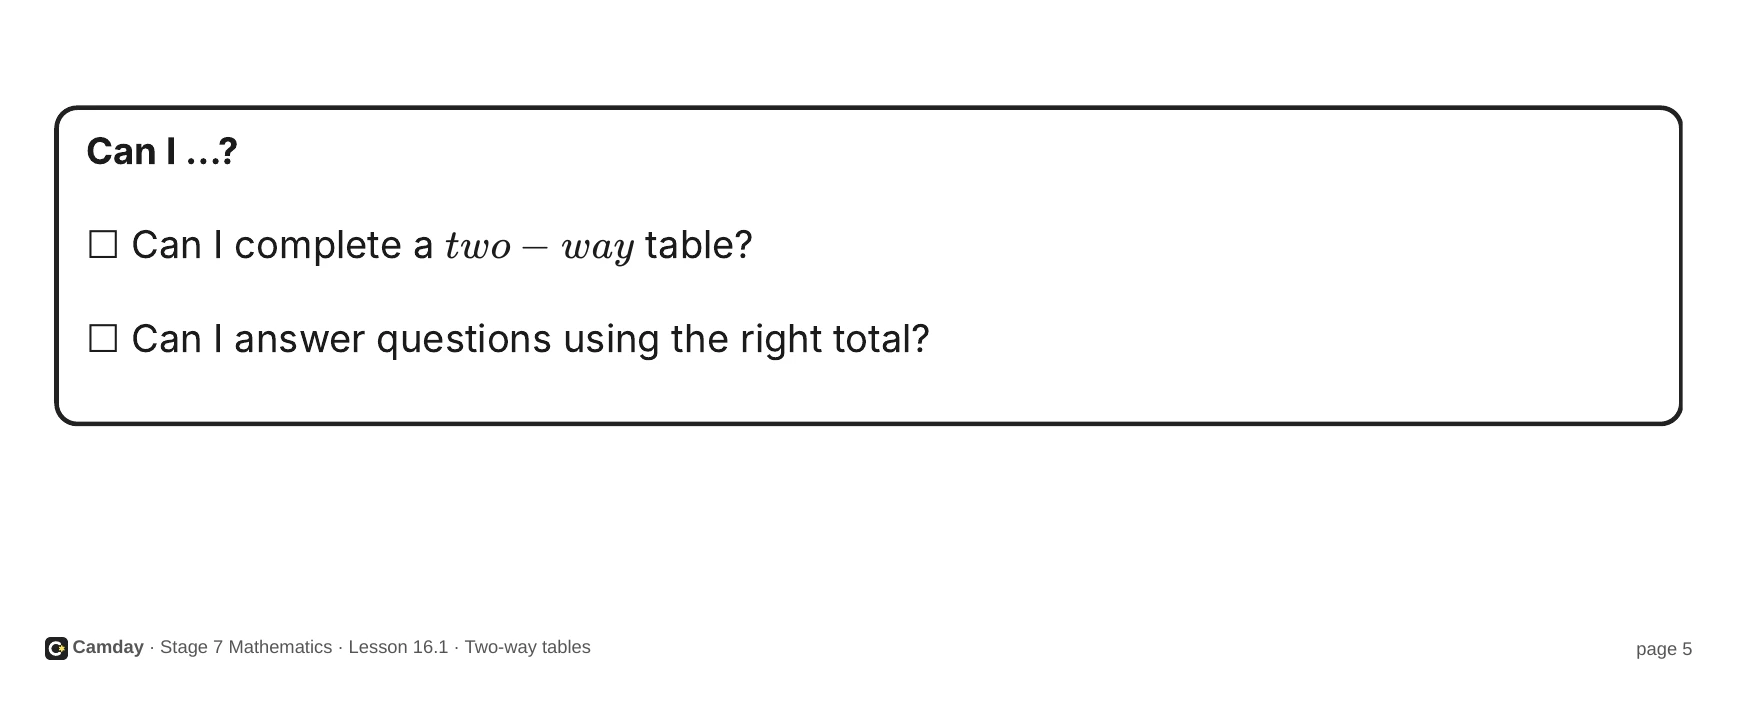 Can I ...?
☐ Can I complete a two − way table?
☐ Can I answer questions using the right total?
Camday · Stage 7 Mathematics · Lesson 16.1 · Two-way tables
page 5